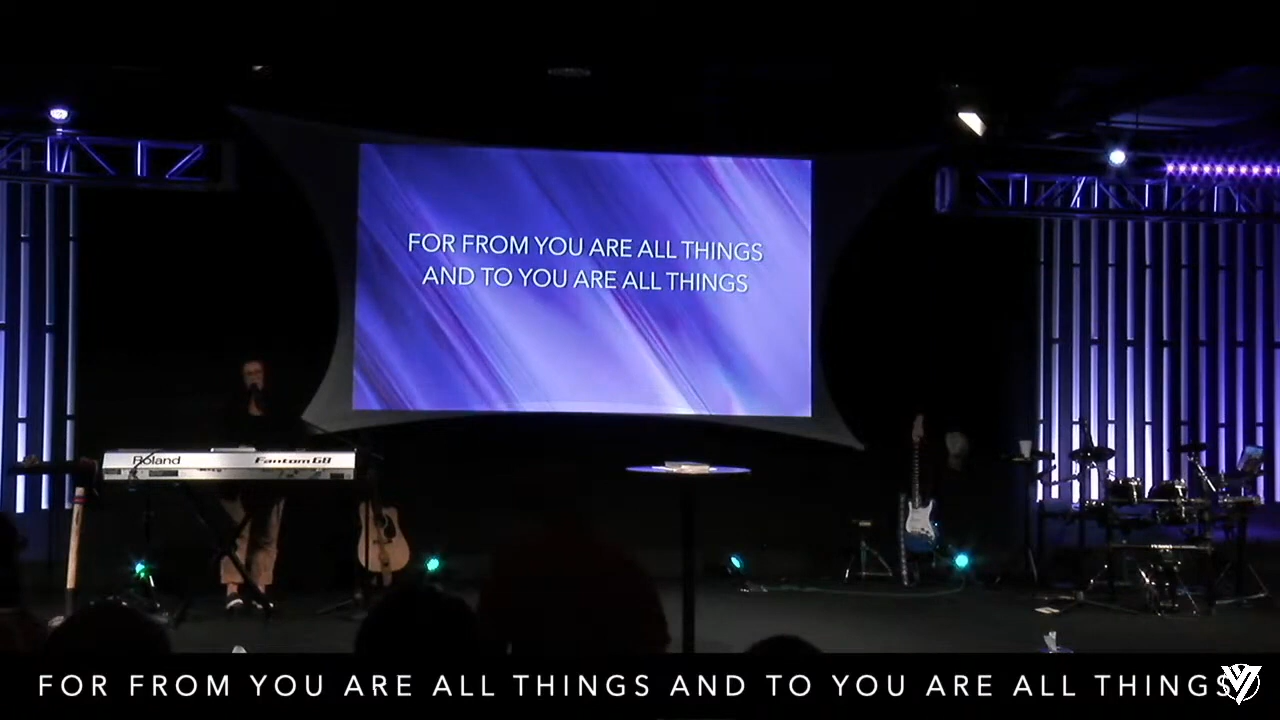 FOR FROM YOU ARE ALL THINGS
AND TO YOU ARE ALL THINGS
Roland
Fantom G8
FOR FROM YOU ARE ALL THINGS AND TO YOU ARE ALL THINGS